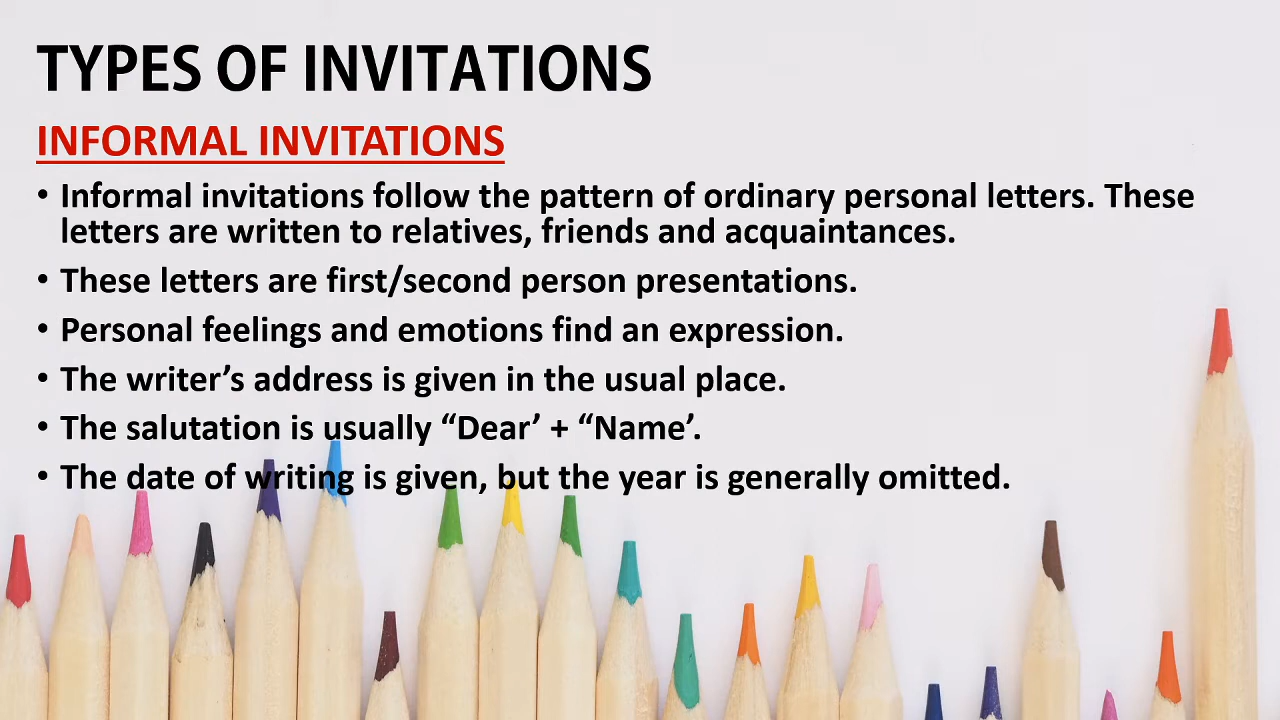 TYPES OF INVITATIONS
INFORMAL INVITATIONS
• Informal invitations follow the pattern of ordinary personal letters. These
letters are written to relatives, friends and acquaintances.
• These letters are first/second person presentations.
• Personal feelings and emotions find an expression.
• The writer’s address is given in the usual place.
• The salutation is usually “Dear’ + “Name’.
• The date of writing is given, but the year is generally omitted.